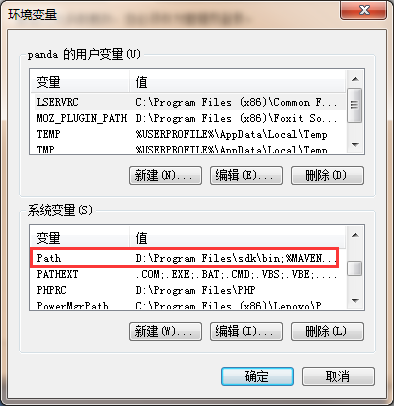 环境变量
panda 的用户变量(U)
变量 值
LSERVRC C:\Program Files (x86)\Common F...
MOZ_PLUGIN_PATH C:\Program Files (x86)\Foxit So...
TEMP %USERPROFILE%\AppData\Local\Temp
TMP %USERPROFILE%\AppData\Local\Temp
新建(N)... 编辑(E)... 删除(D)
系统变量(S)
变量 值
Path D:\Program Files\sdk\bin;%MAVEN...
PATHEXT .COM;.EXE;.BAT;.CMD;.VBS;.VBE;....
PHPRC D:\Program Files\PHP
PowerMgrPath C:\Program Files (x86)\Lenovo\P...
新建(W)... 编辑(I)... 删除(L)
确定 取消